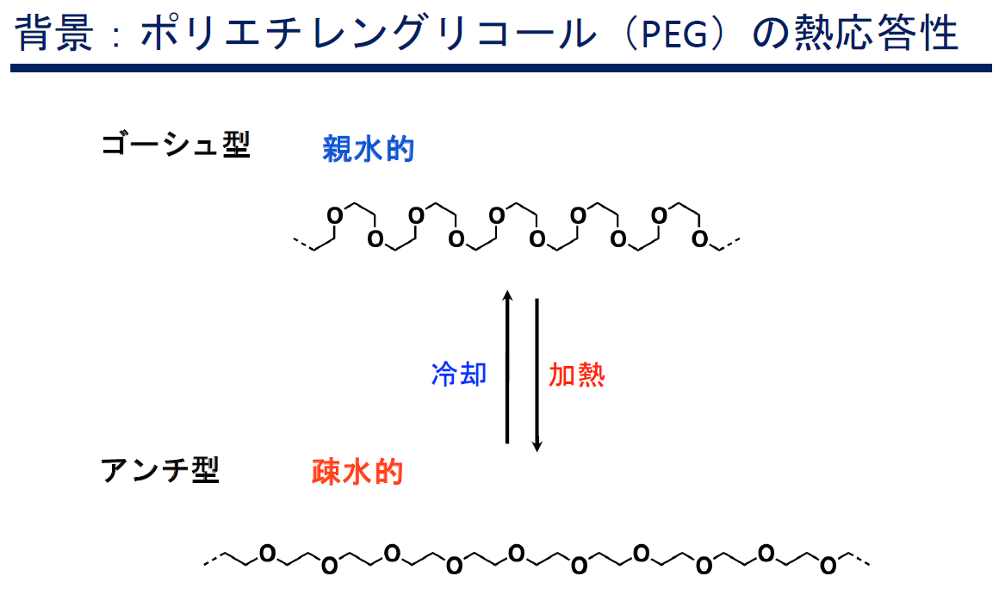 背景：ポリエチレングリコール（PEG）の熱応答性
ゴーシュ型 親水的
O O O O O O O O O O
冷却 加熱
アンチ型 疎水的
O O O O O O O O O O